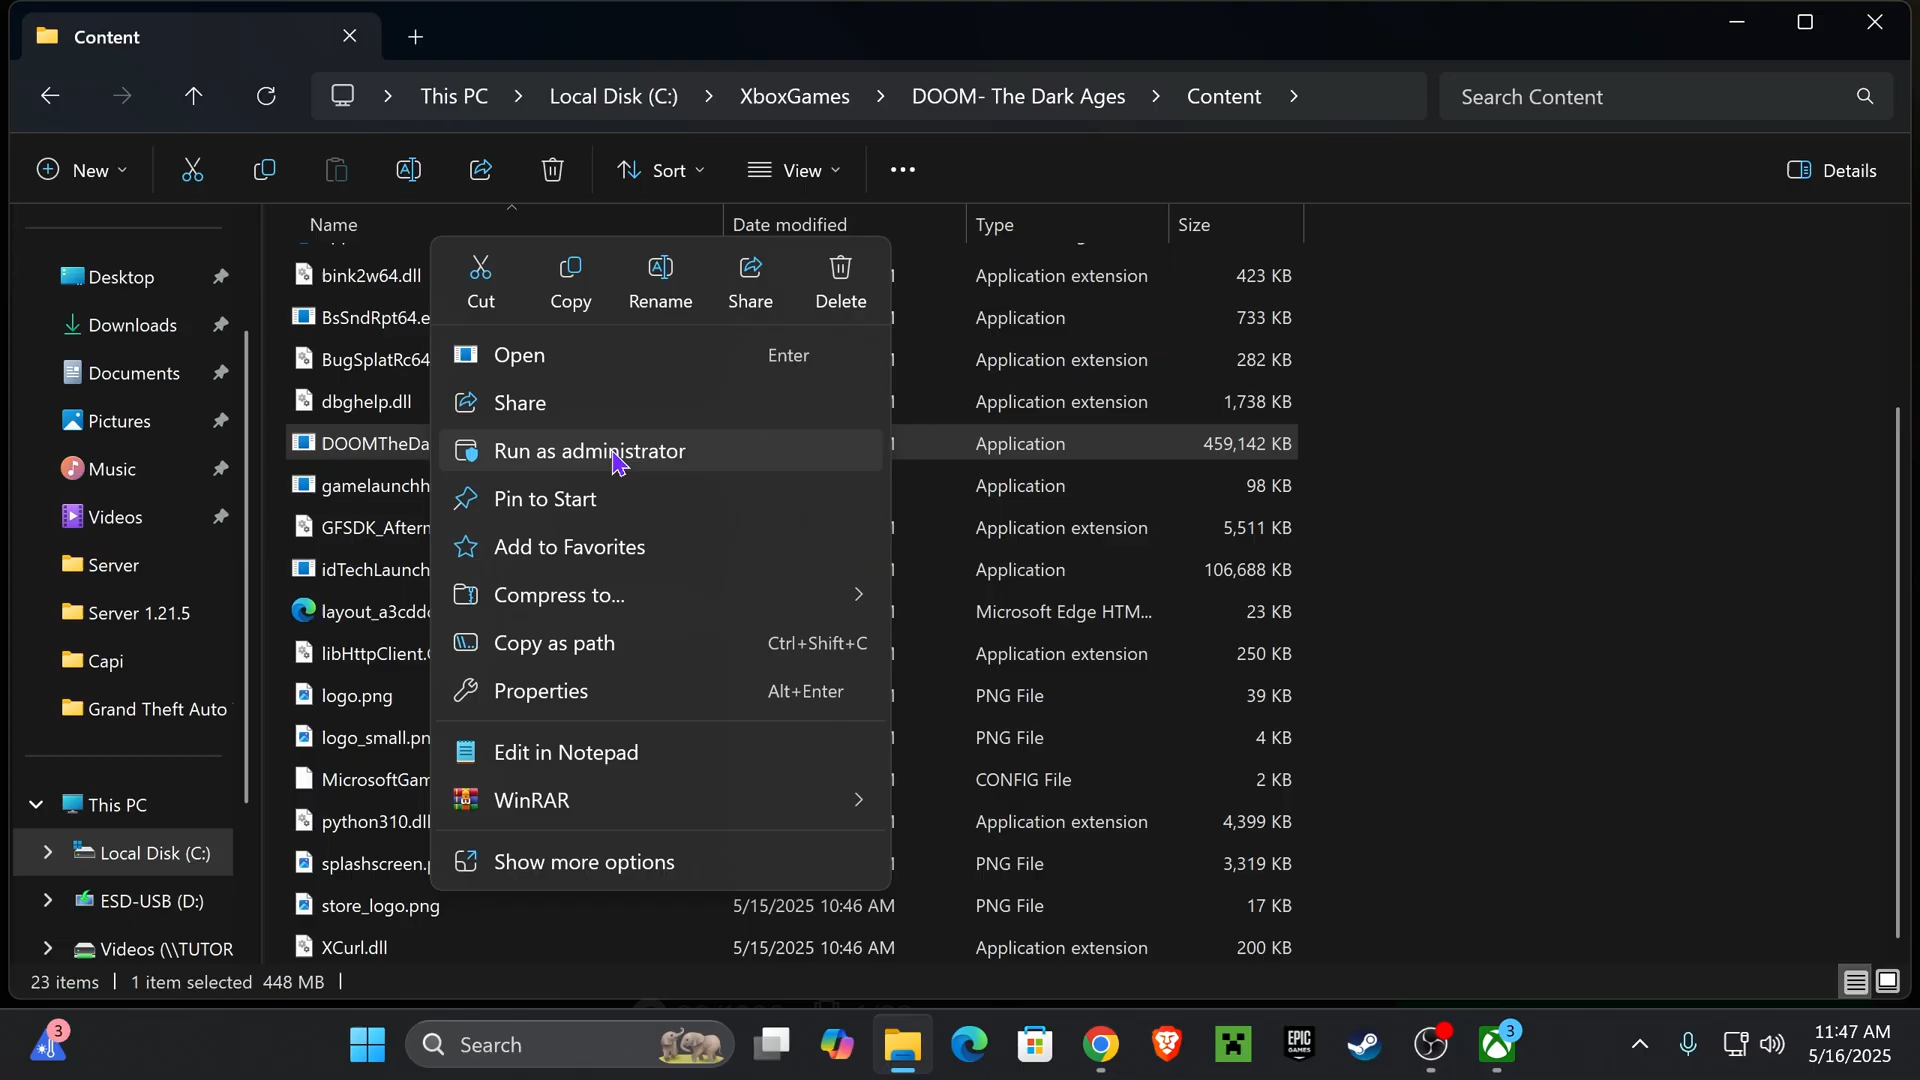 Content
This PC
Local Disk (C:)
XboxGames
DOOM- The Dark Ages
Content
Search Content
New
Sort
View
Details
Name
Date modified
Type
Size
Desktop
Downloads
Documents
Pictures
Music
Videos
Server
Server 1.21.5
Capi
Grand Theft Auto
This PC
Local Disk (C:)
ESD-USB (D:)
Videos (\\TUTOR
bink2w64.dll
Application extension
423 KB
BsSndRpt64.e
Application
733 KB
BugSplatRc64
Application extension
282 KB
dbghelp.dll
Application extension
1,738 KB
DOOMTheDa
Application
459,142 KB
gamelaunchh
Application
98 KB
GFSDK_Aftern
Application extension
5,511 KB
idTechLaunch
Application
106,688 KB
layout_a3cdd
Microsoft Edge HTM...
23 KB
libHttpClient.
Application extension
250 KB
logo.png
PNG File
39 KB
logo_small.pn
PNG File
4 KB
MicrosoftGam
CONFIG File
2 KB
python310.dll
Application extension
4,399 KB
splashscreen.p
PNG File
3,319 KB
store_logo.png
5/15/2025 10:46 AM
PNG File
17 KB
XCurl.dll
5/15/2025 10:46 AM
Application extension
200 KB
Cut
Copy
Rename
Share
Delete
Open
Enter
Share
Run as administrator
Pin to Start
Add to Favorites
Compress to...
Copy as path
Ctrl+Shift+C
Properties
Alt+Enter
Edit in Notepad
WinRAR
Show more options
23 items
1 item selected 448 MB
3
Search
EPIC
GAMES
3
11:47 AM
5/16/2025